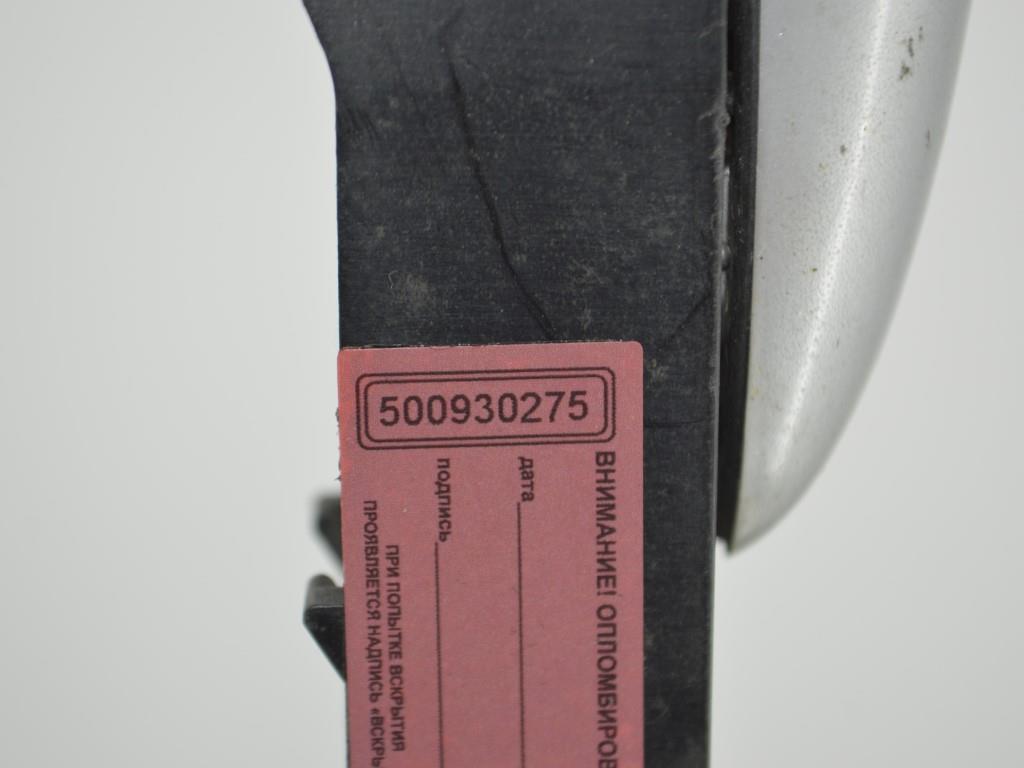 500930275
ВНИМАНИЕ! ОПЛОМБИРОВ
дата
подпись
ПРИ ПОПЫТКЕ ВСКРЫТИЯ
ПРОЯВЛЯЕТСЯ НАДПИСЬ «ВСКРЫ